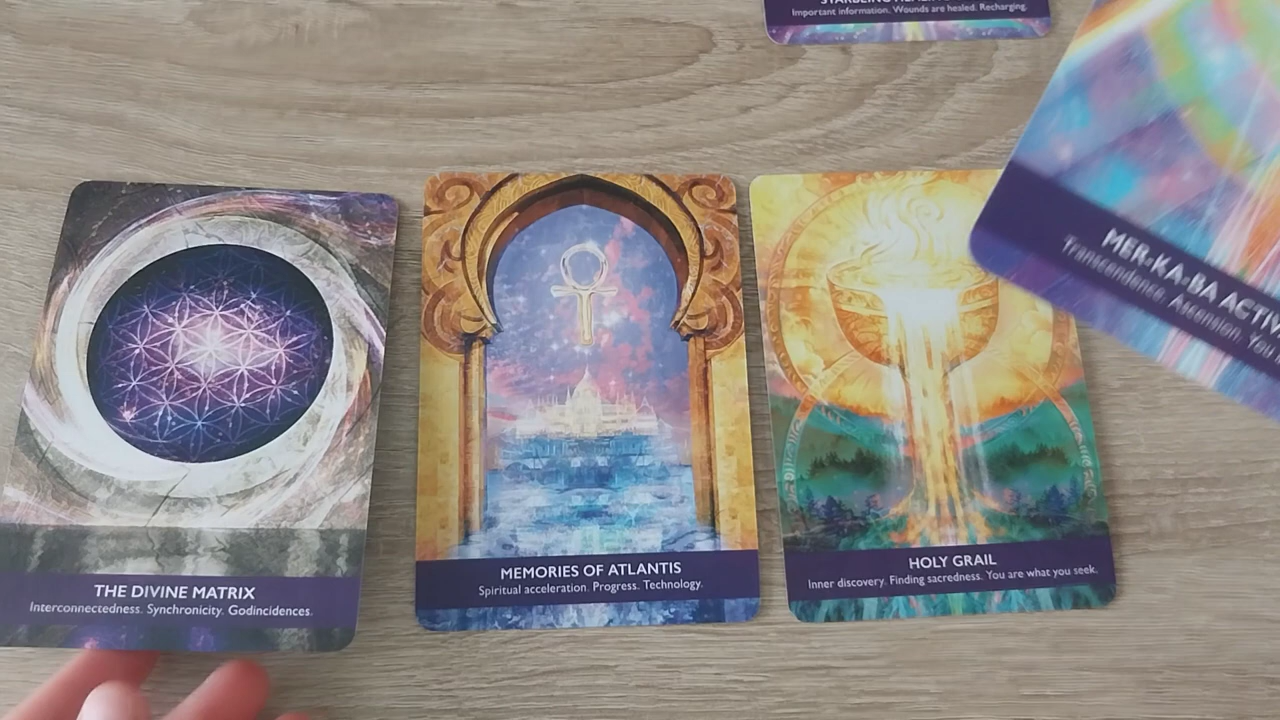 Important information. Wounds are healed. Recharging.
MER-KA-BA ACTIV
Transcendence. Ascension. You
THE DIVINE MATRIX
Interconnectedness. Synchronicity. Godincidences.
MEMORIES OF ATLANTIS
Spiritual acceleration. Progress. Technology.
HOLY GRAIL
Inner discovery. Finding sacredness. You are what you seek.